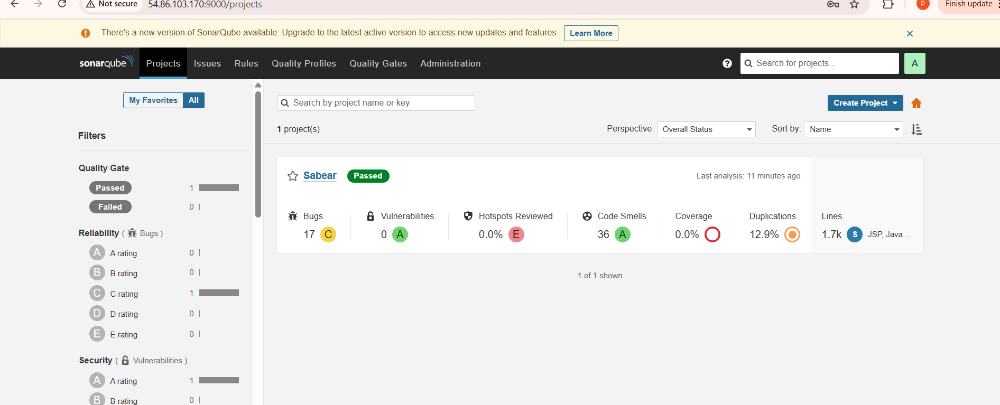 Not secure 54.86.103.170:9000/projects p Finish update
There's a new version of SonarQube available. Upgrade to the latest active version to access new updates and features. Learn More
sonarqube Projects Issues Rules Quality Profiles Quality Gates Administration Search for projects... A
My Favorites All
Search by project name or key Create Project
1 project(s) Perspective: Overall Status Sort by: Name
Filters
Quality Gate
Passed 1
Failed 0
Reliability ( Bugs )
A A rating 0
B B rating 0
C C rating 1
D D rating 0
E E rating 0
Security ( Vulnerabilities )
A A rating 1
B B rating 0
Sabear Passed Last analysis: 11 minutes ago
Bugs Vulnerabilities Hotspots Reviewed Code Smells Coverage Duplications Lines
17 C 0 A 0.0% E 36 A 0.0% 12.9% 1.7k S JSP, Java...
1 of 1 shown